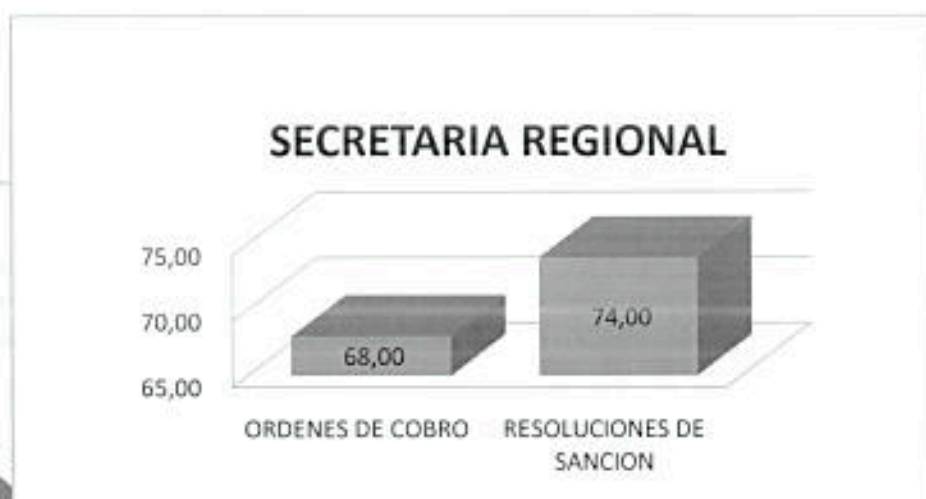 SECRETARIA REGIONAL
75,00
70,00
65,00
68,00
74,00
ORDENES DE COBRO
RESOLUCIONES DE
SANCION